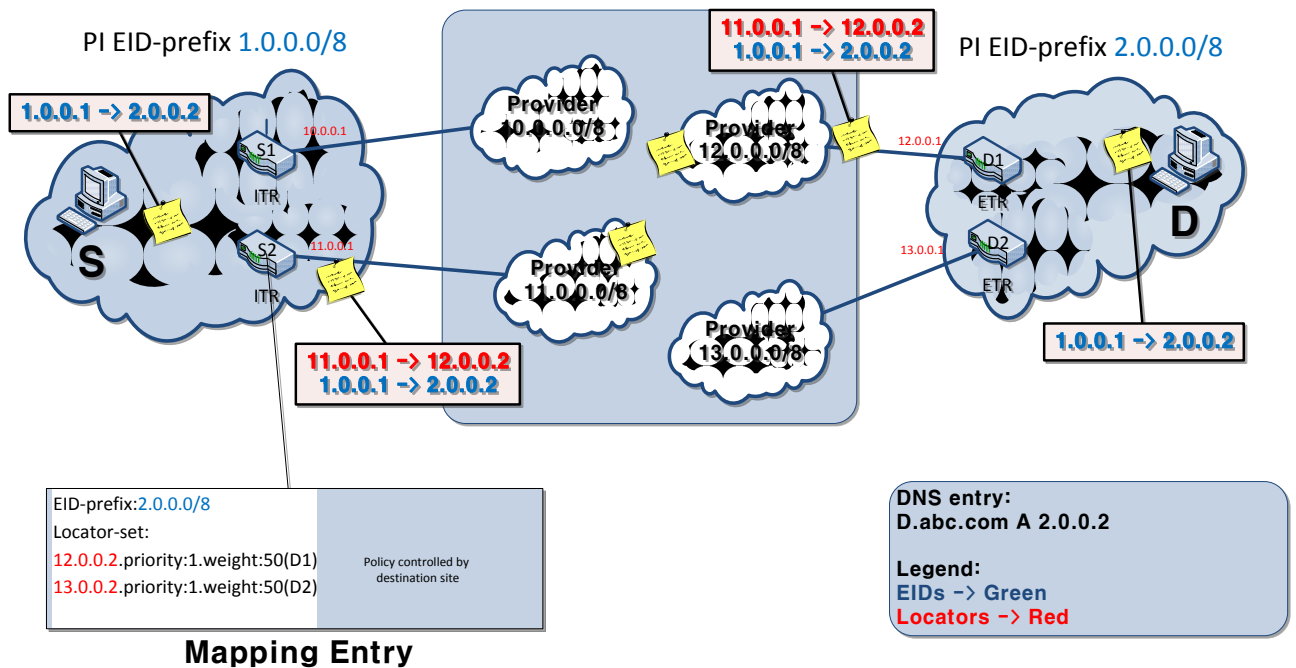 PI EID-prefix 1.0.0.0/8
11.0.0.1 -> 12.0.0.2
1.0.0.1 -> 2.0.0.2
PI EID-prefix 2.0.0.0/8
1.0.0.1 -> 2.0.0.2
S1
ITR
10.0.0.1
Provider
10.0.0.0/8
Provider
12.0.0.0/8
12.0.0.1
D1
ETR
D
S
S2
ITR
11.0.0.1
Provider
11.0.0.0/8
13.0.0.1
D2
ETR
Provider
13.0.0.0/8
11.0.0.1 -> 12.0.0.2
1.0.0.1 -> 2.0.0.2
1.0.0.1 -> 2.0.0.2
EID-prefix:2.0.0.0/8
Locator-set:
12.0.0.2.priority:1.weight:50(D1)
13.0.0.2.priority:1.weight:50(D2)
Policy controlled by
destination site
Mapping Entry
DNS entry:
D.abc.com A 2.0.0.2
Legend:
EIDs -> Green
Locators -> Red